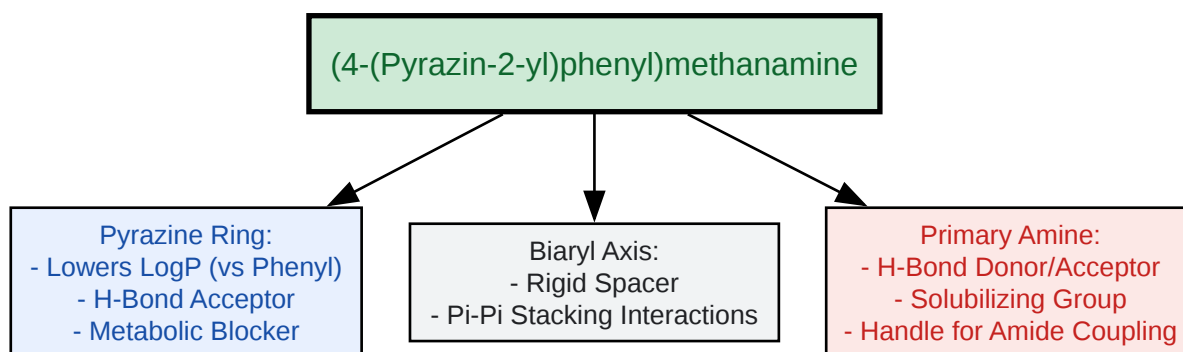 (4-(Pyrazin-2-yl)phenyl)methanamine
Pyrazine Ring:
- Lowers LogP (vs Phenyl)
- H-Bond Acceptor
- Metabolic Blocker
Biaryl Axis:
- Rigid Spacer
- Pi-Pi Stacking Interactions
Primary Amine:
- H-Bond Donor/Acceptor
- Solubilizing Group
- Handle for Amide Coupling